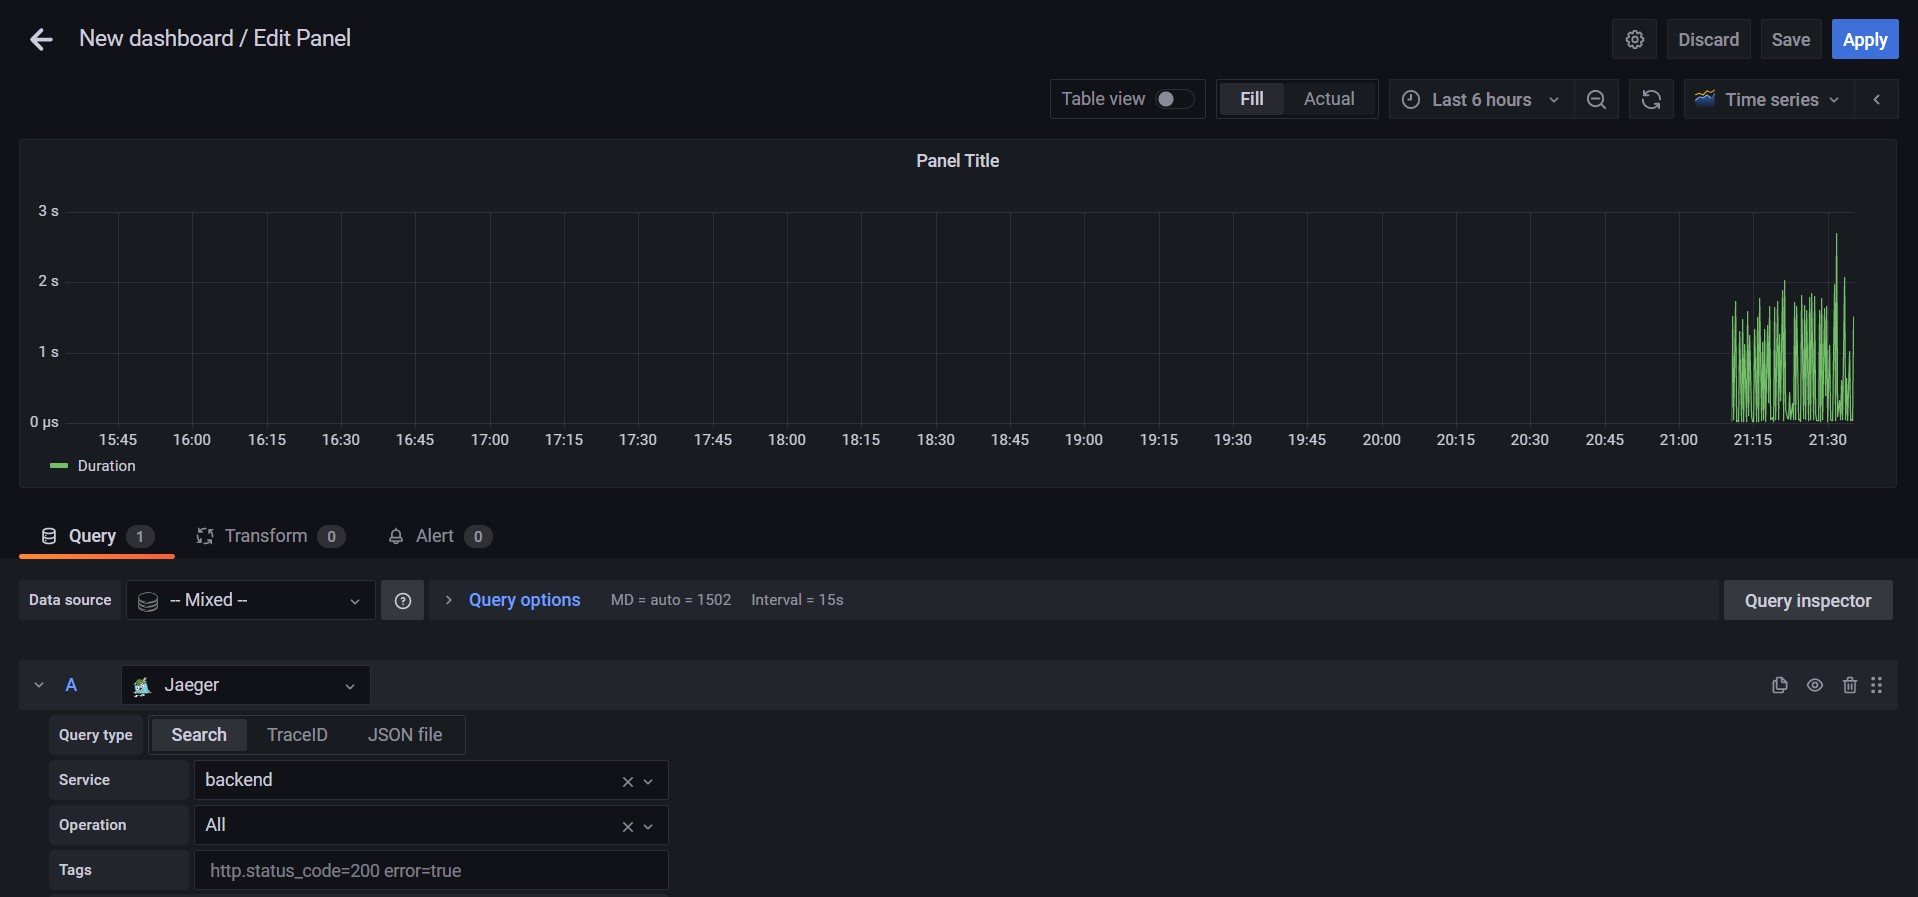 New dashboard / Edit Panel
Discard Save Apply
Table view Fill Actual Last 6 hours Time series
Panel Title
3 s
2 s
1 s
0 µs
15:45 16:00 16:15 16:30 16:45 17:00 17:15 17:30 17:45 18:00 18:15 18:30 18:45 19:00 19:15 19:30 19:45 20:00 20:15 20:30 20:45 21:00 21:15 21:30
Duration
Query 1 Transform 0 Alert 0
Data source -- Mixed -- Query options MD = auto = 1502 Interval = 15s Query inspector
A Jaeger
Query type Search TraceID JSON file
Service backend
Operation All
Tags http.status_code=200 error=true